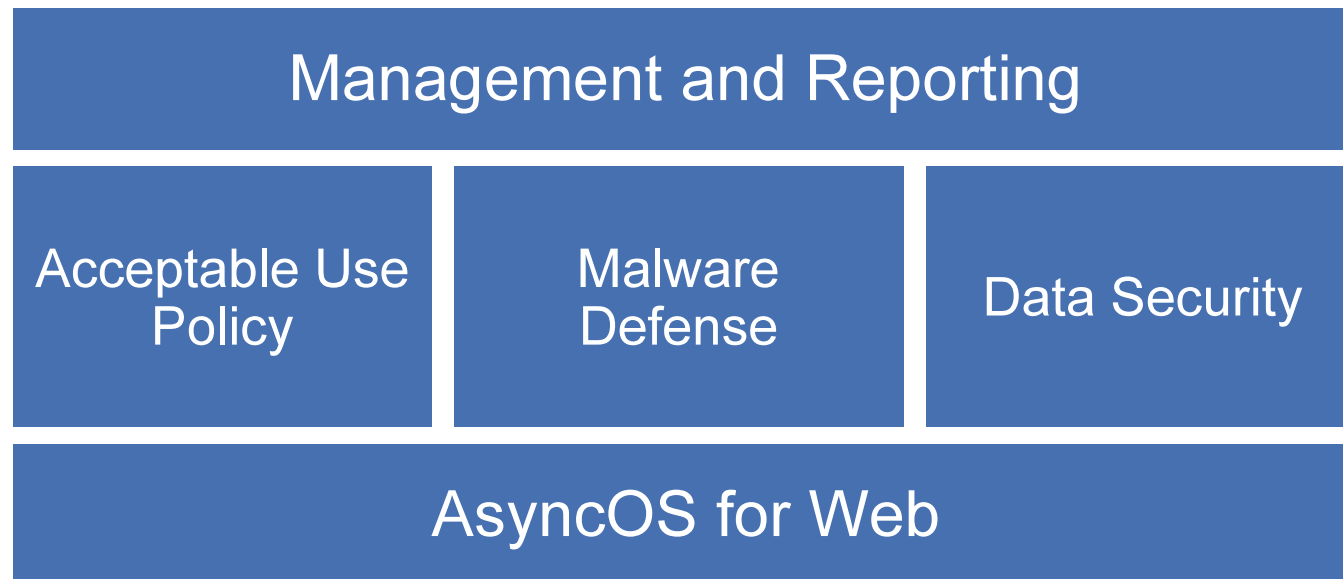 Management and Reporting
Acceptable Use
Policy
Malware
Defense
Data Security
AsyncOS for Web